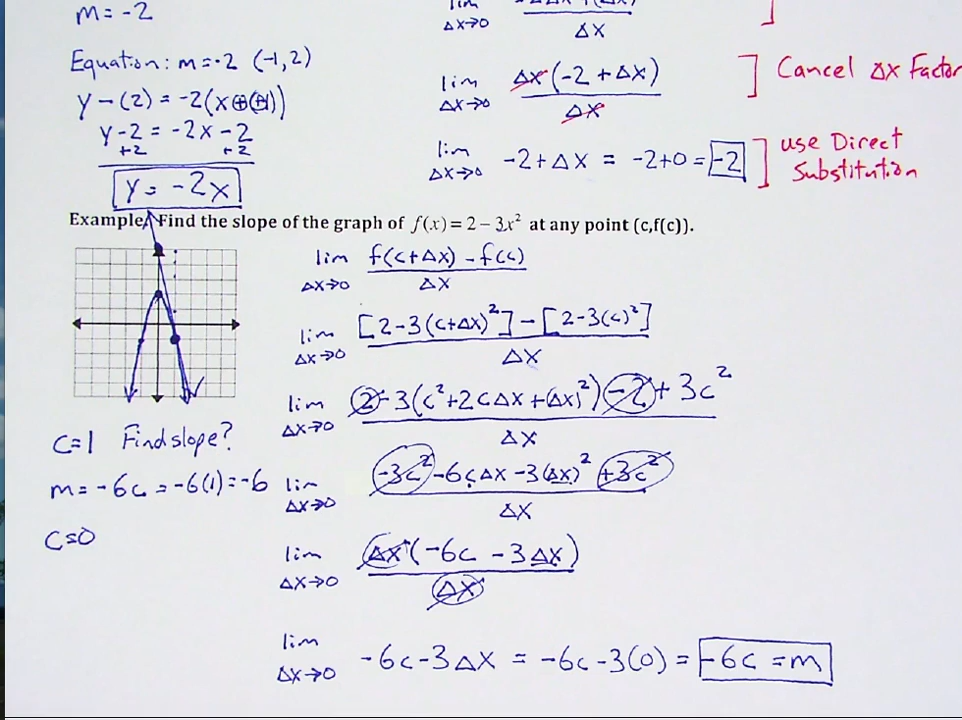 m = -2
lim
Δx→0
Δx
Equation: m = -2 (-1,2)
y - (2) = -2(x
y - 2 = -2x - 2
+2 +2
y = -2x
lim Δx(-2 + Δx)
Δx→0 Δx
] Cancel Δx Factor
lim -2 + Δx = -2+0 = -2
Δx→0
] use Direct
Substitution
Example: Find the slope of the graph of f(x) = 2 – 3x² at any point (c,f(c)).
lim f(c+Δx) - f(c)
Δx→0 Δx
lim [2-3(c+Δx)²] - [2-3(c)²]
Δx→0 Δx
lim 2-3(c²+2cΔx+(Δx)²) -2 + 3c²
Δx→0 Δx
c=1 Find slope?
m = -6c = -6(1) = -6
c=0
lim -3c² -6cΔx -3(Δx)² +3c²
Δx→0 Δx
lim Δx(-6c - 3Δx)
Δx→0 Δx
lim -6c-3Δx = -6c-3(0) = -6c = m
Δx→0